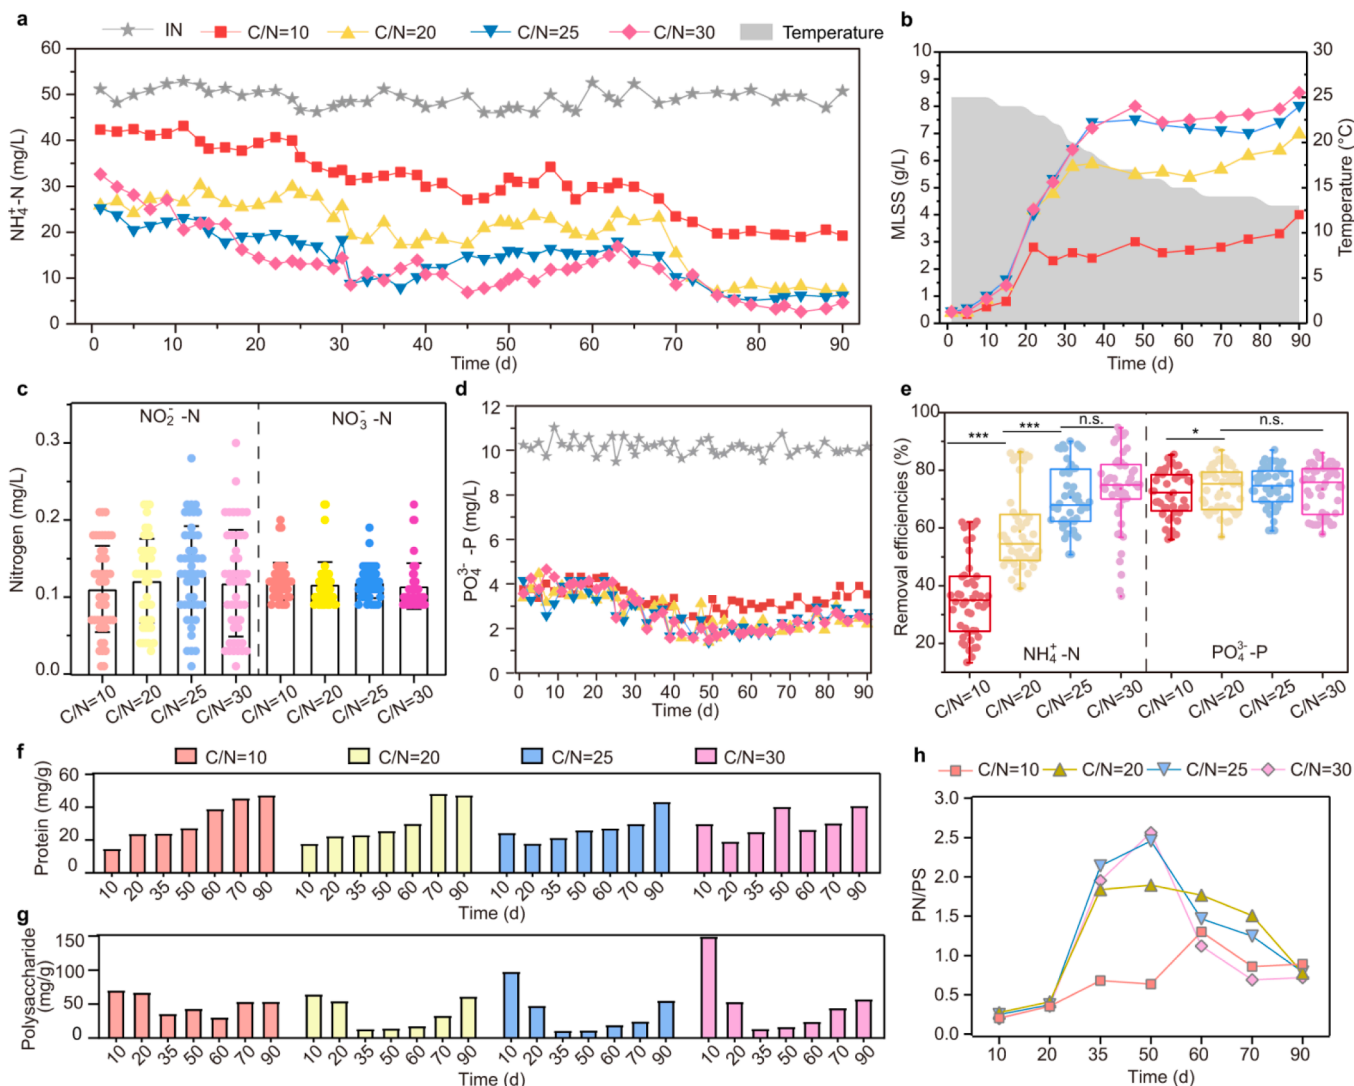 a
IN
C/N=10
C/N=20
C/N=25
C/N=30
Temperature
NH₄⁺-N (mg/L)
60
50
40
30
20
10
0
0 10 20 30 40 50 60 70 80 90
Time (d)
b
MLSS (g/L)
10
9
8
7
6
5
4
3
2
1
0
30
25
20
15
10
5
0
Temperature (°C)
0 10 20 30 40 50 60 70 80 90
Time (d)
c
NO₂⁻-N
NO₃⁻-N
Nitrogen (mg/L)
0.3
0.2
0.1
0.0
C/N=10 C/N=20 C/N=25 C/N=30 C/N=10 C/N=20 C/N=25 C/N=30
d
PO₄³⁻-P (mg/L)
12
10
8
6
4
2
0
0 10 20 30 40 50 60 70 80 90
Time (d)
e
*** *** n.s. * n.s.
Removal efficiencies (%)
80
60
40
20
NH₄⁺-N
PO₄³⁻-P
C/N=10 C/N=20 C/N=25 C/N=30 C/N=10 C/N=20 C/N=25 C/N=30
f
C/N=10
C/N=20
C/N=25
C/N=30
Protein (mg/g)
60
40
20
0
10 20 35 50 60 70 90 10 20 35 50 60 70 90 10 20 35 50 60 70 90 10 20 35 50 60 70 90
Time (d)
g
Polysaccharide
(mg/g)
150
100
50
0
10 20 35 50 60 70 90 10 20 35 50 60 70 90 10 20 35 50 60 70 90 10 20 35 50 60 70 90
Time (d)
h
C/N=10
C/N=20
C/N=25
C/N=30
PN/PS
3.0
2.5
2.0
1.5
1.0
0.5
0.0
10 20 35 50 60 70 90
Time (d)